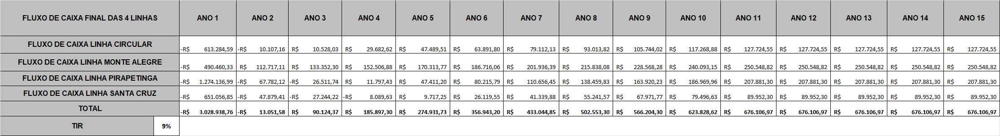 FLUXO DE CAIXA FINAL DAS 4 LINHAS ANO 1 ANO 2 ANO 3 ANO 4 ANO 5 ANO 6 ANO 7 ANO 8 ANO 9 ANO 10 ANO 11 ANO 12 ANO 13 ANO 14 ANO 15
FLUXO DE CAIXA LINHA CIRCULAR -R$ 613.284,59 -R$ 10.107,16 R$ 10.528,03 R$ 29.682,62 R$ 47.489,51 R$ 63.891,80 R$ 79.112,13 R$ 93.013,82 R$ 105.744,02 R$ 117.268,88 R$ 127.724,55 R$ 127.724,55 R$ 127.724,55 R$ 127.724,55 R$ 127.724,55
FLUXO DE CAIXA LINHA MONTE ALEGRE -R$ 490.460,33 R$ 112.717,11 R$ 133.352,30 R$ 152.506,88 R$ 170.313,77 R$ 186.716,06 R$ 201.936,39 R$ 215.838,08 R$ 228.568,28 R$ 240.093,15 R$ 250.548,82 R$ 250.548,82 R$ 250.548,82 R$ 250.548,82 R$ 250.548,82
FLUXO DE CAIXA LINHA PIRAPETINGA -R$ 1.274.136,99 -R$ 67.782,12 -R$ 26.511,74 R$ 11.797,43 R$ 47.411,20 R$ 80.215,79 R$ 110.656,45 R$ 138.459,83 R$ 163.920,23 R$ 186.969,96 R$ 207.881,30 R$ 207.881,30 R$ 207.881,30 R$ 207.881,30 R$ 207.881,30
FLUXO DE CAIXA LINHA SANTA CRUZ -R$ 651.056,85 -R$ 47.879,41 -R$ 27.244,22 -R$ 8.089,63 R$ 9.717,25 R$ 26.119,55 R$ 41.339,88 R$ 55.241,57 R$ 67.971,77 R$ 79.496,63 R$ 89.952,30 R$ 89.952,30 R$ 89.952,30 R$ 89.952,30 R$ 89.952,30
TOTAL -R$ 3.028.938,76 -R$ 13.051,58 R$ 90.124,37 R$ 185.897,30 R$ 274.931,73 R$ 356.943,20 R$ 433.044,85 R$ 502.553,30 R$ 566.204,30 R$ 623.828,62 R$ 676.106,97 R$ 676.106,97 R$ 676.106,97 R$ 676.106,97 R$ 676.106,97
TIR 9%